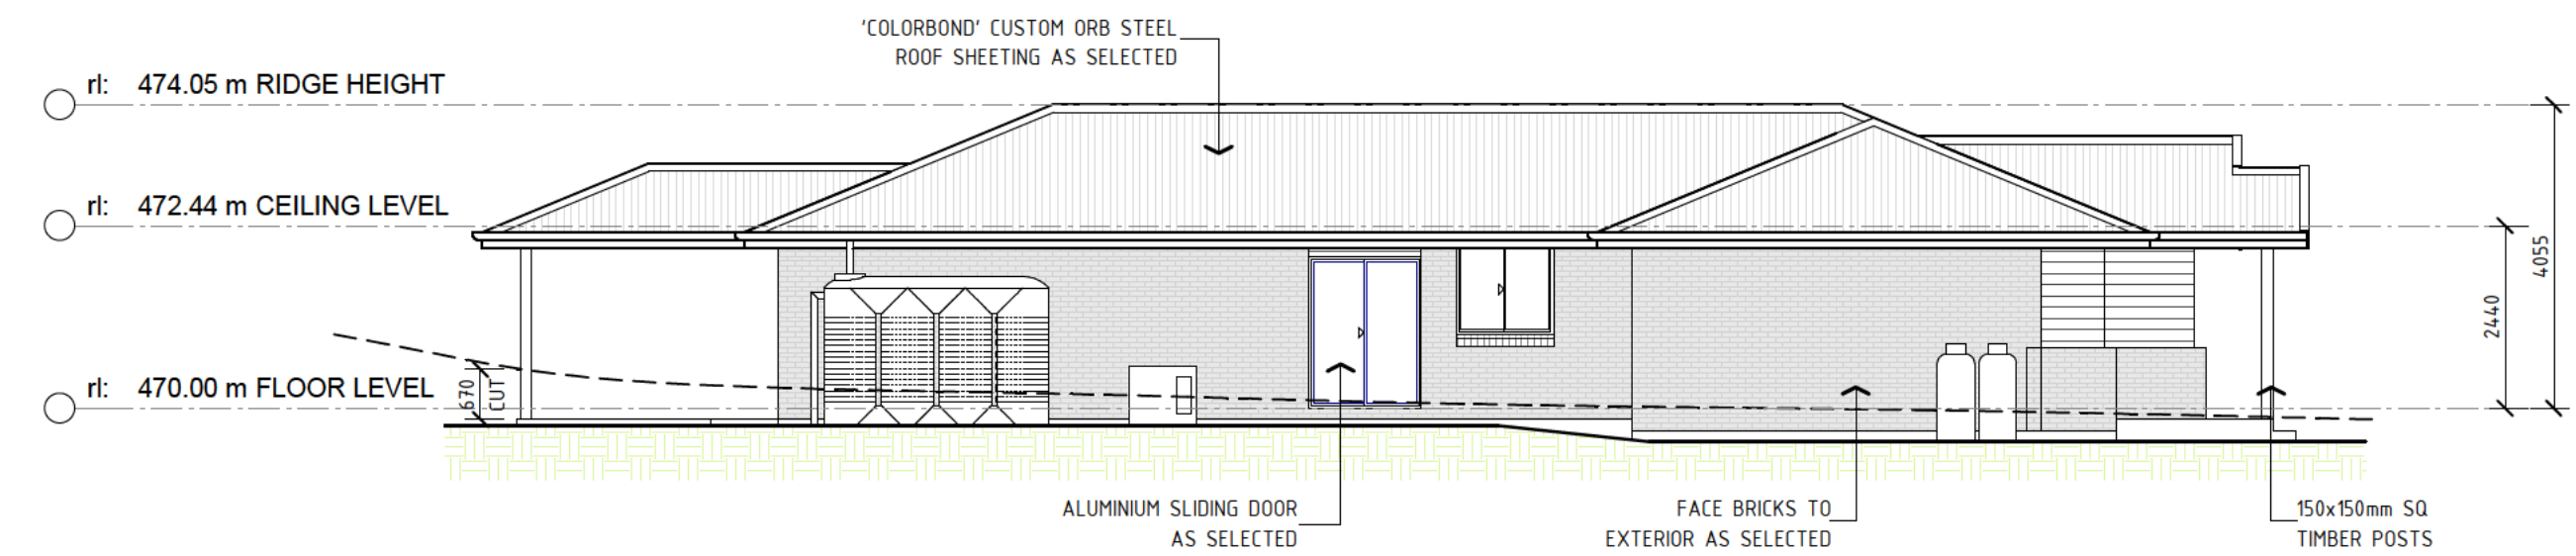 'COLORBOND' CUSTOM ORB STEEL
ROOF SHEETING AS SELECTED
rl: 474.05 m RIDGE HEIGHT
rl: 472.44 m CEILING LEVEL
4055
2440
rl: 470.00 m FLOOR LEVEL
670
CUT
ALUMINIUM SLIDING DOOR
AS SELECTED
FACE BRICKS TO
EXTERIOR AS SELECTED
150x150mm SQ
TIMBER POSTS